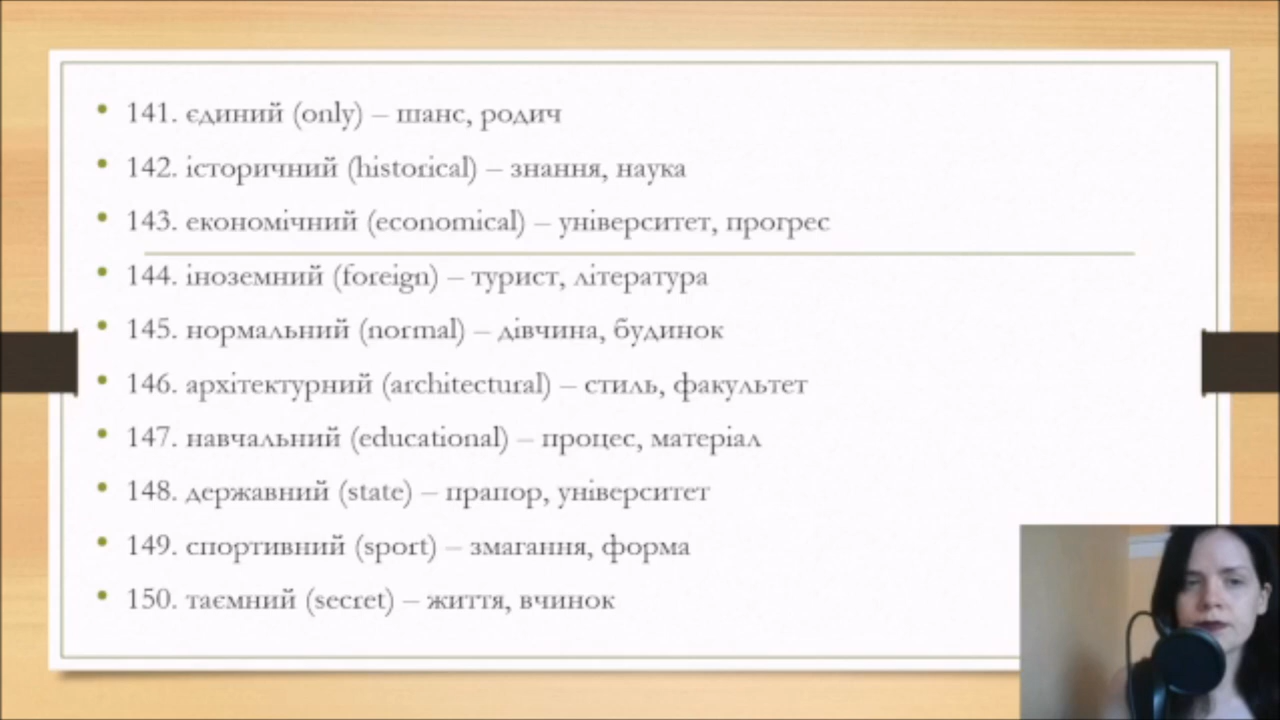 • 141. єдиний (only) – шанс, родич
• 142. історичний (historical) – знання, наука
• 143. економічний (economical) – університет, прогрес
• 144. іноземний (foreign) – турист, література
• 145. нормальний (normal) – дівчина, будинок
• 146. архітектурний (architectural) – стиль, факультет
• 147. навчальний (educational) – процес, матеріал
• 148. державний (state) – прапор, університет
• 149. спортивний (sport) – змагання, форма
• 150. таємний (secret) – життя, вчинок